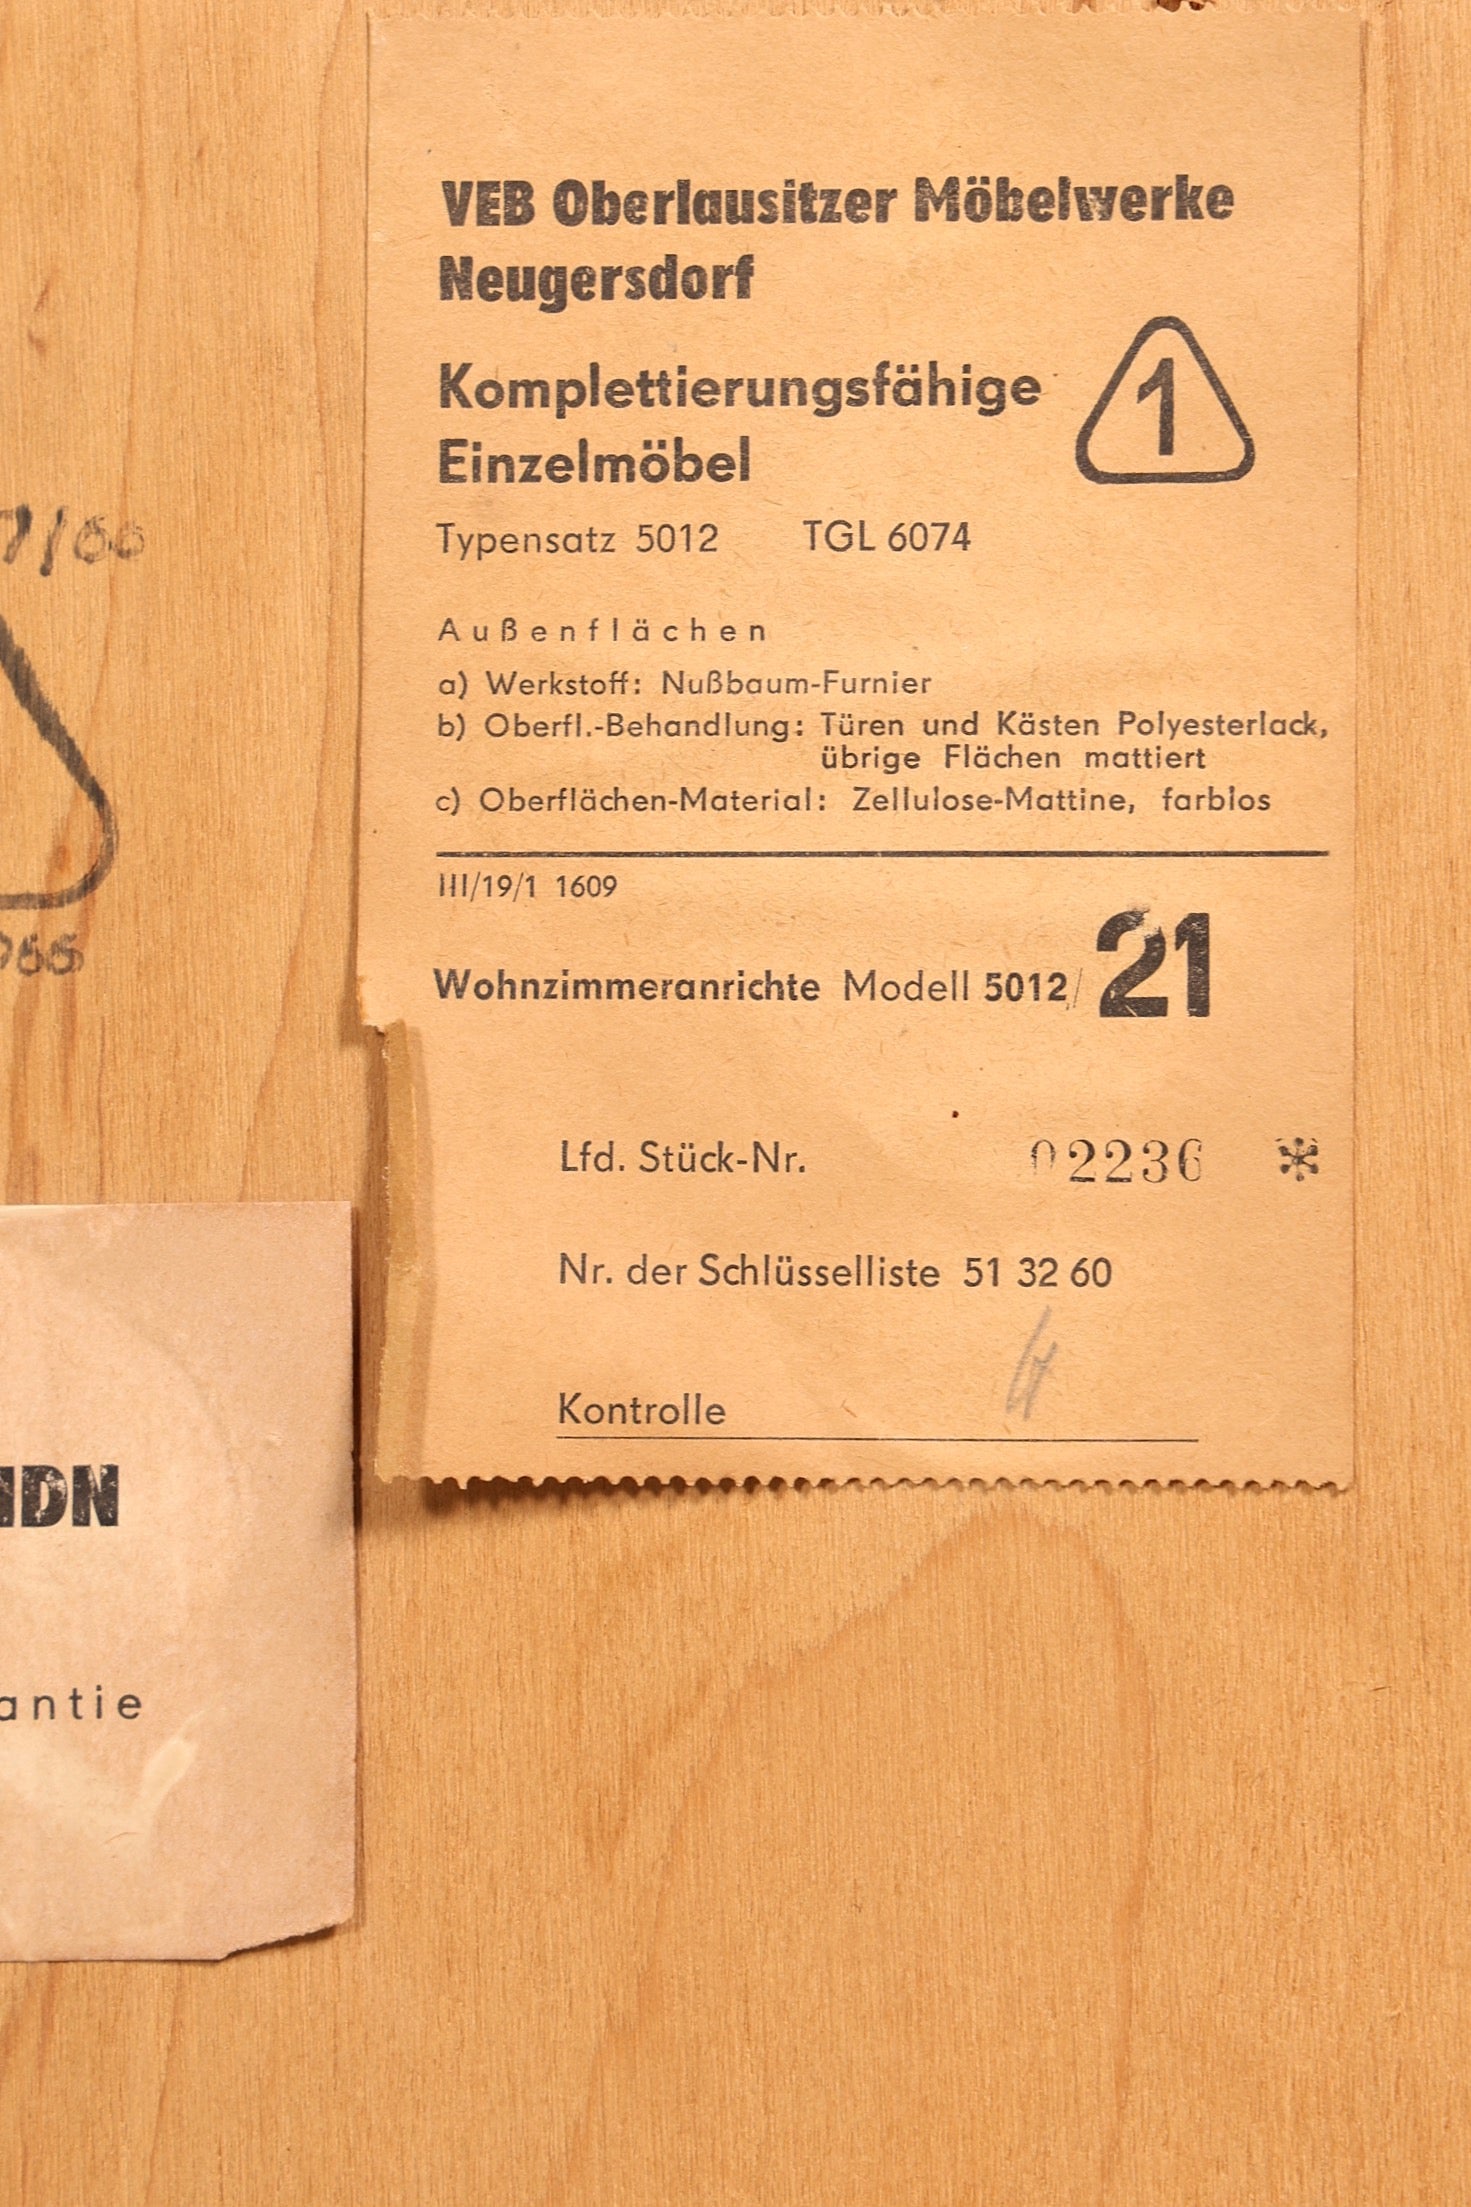 VEB Oberlausitzer Möbelwerke
Neugersdorf
Komplettierungsfähige
Einzelmöbel
1
Typensatz 5012 TGL 6074
Außenflächen
a) Werkstoff: Nußbaum-Furnier
b) Oberfl.-Behandlung: Türen und Kästen Polyesterlack,
übrige Flächen mattiert
c) Oberflächen-Material: Zellulose-Mattine, farblos
III/19/1 1609
Wohnzimmeranrichte Modell 5012/ 21
Lfd. Stück-Nr. 02236 *
Nr. der Schlüsselliste 51 32 60
Kontrolle
MDN
antie